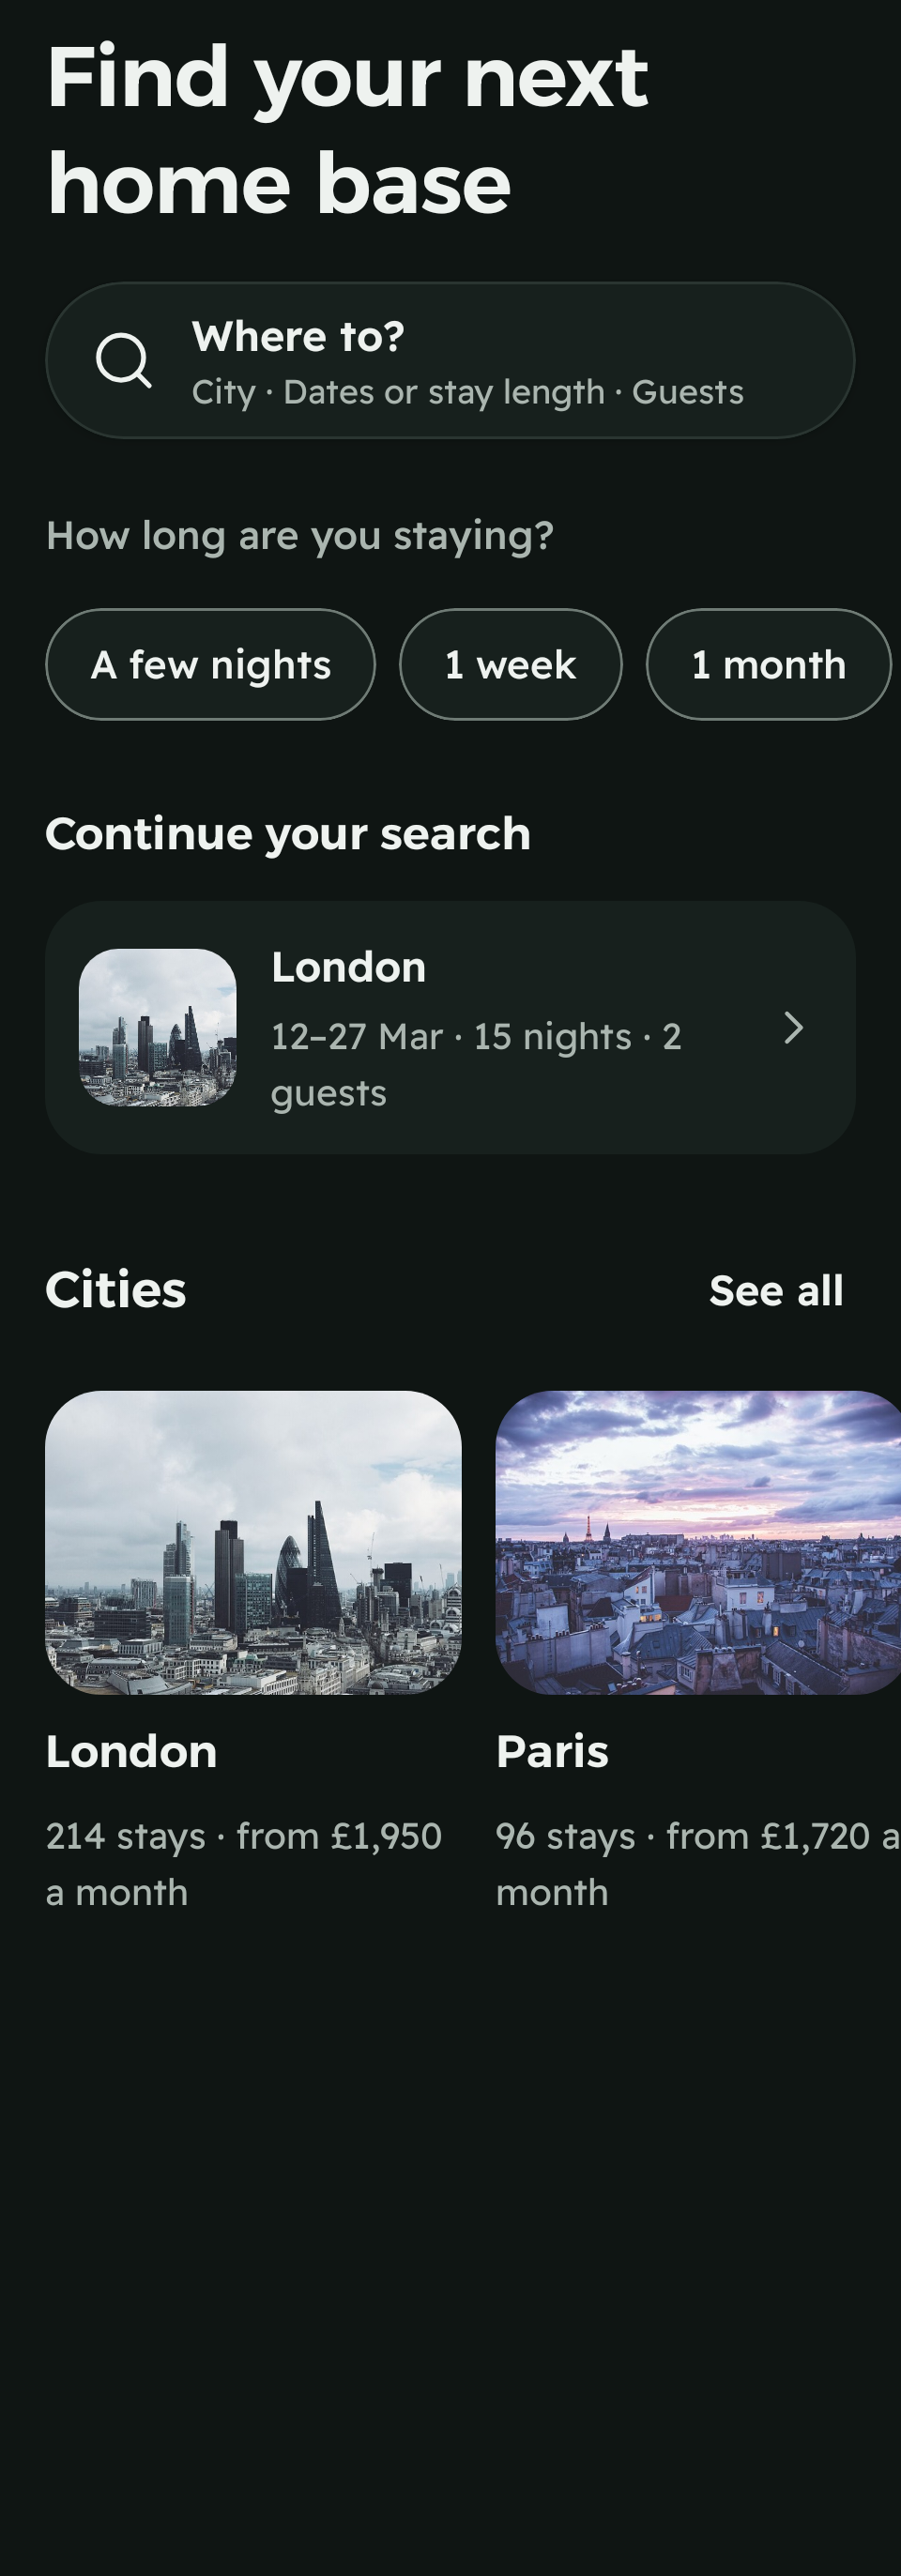 Find your next
home base
Where to?
City · Dates or stay length · Guests
How long are you staying?
A few nights
1 week
1 month
Continue your search
London
12–27 Mar · 15 nights · 2
guests
Cities
See all
London
214 stays · from £1,950
a month
Paris
96 stays · from £1,720 a
month